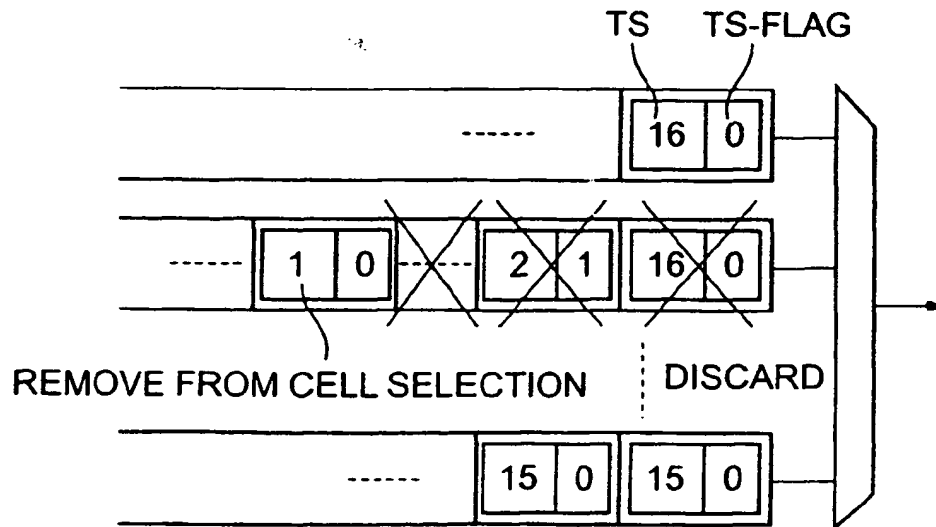 TS TS-FLAG
16 0
1 0 2 1 16 0
REMOVE FROM CELL SELECTION DISCARD
15 0 15 0